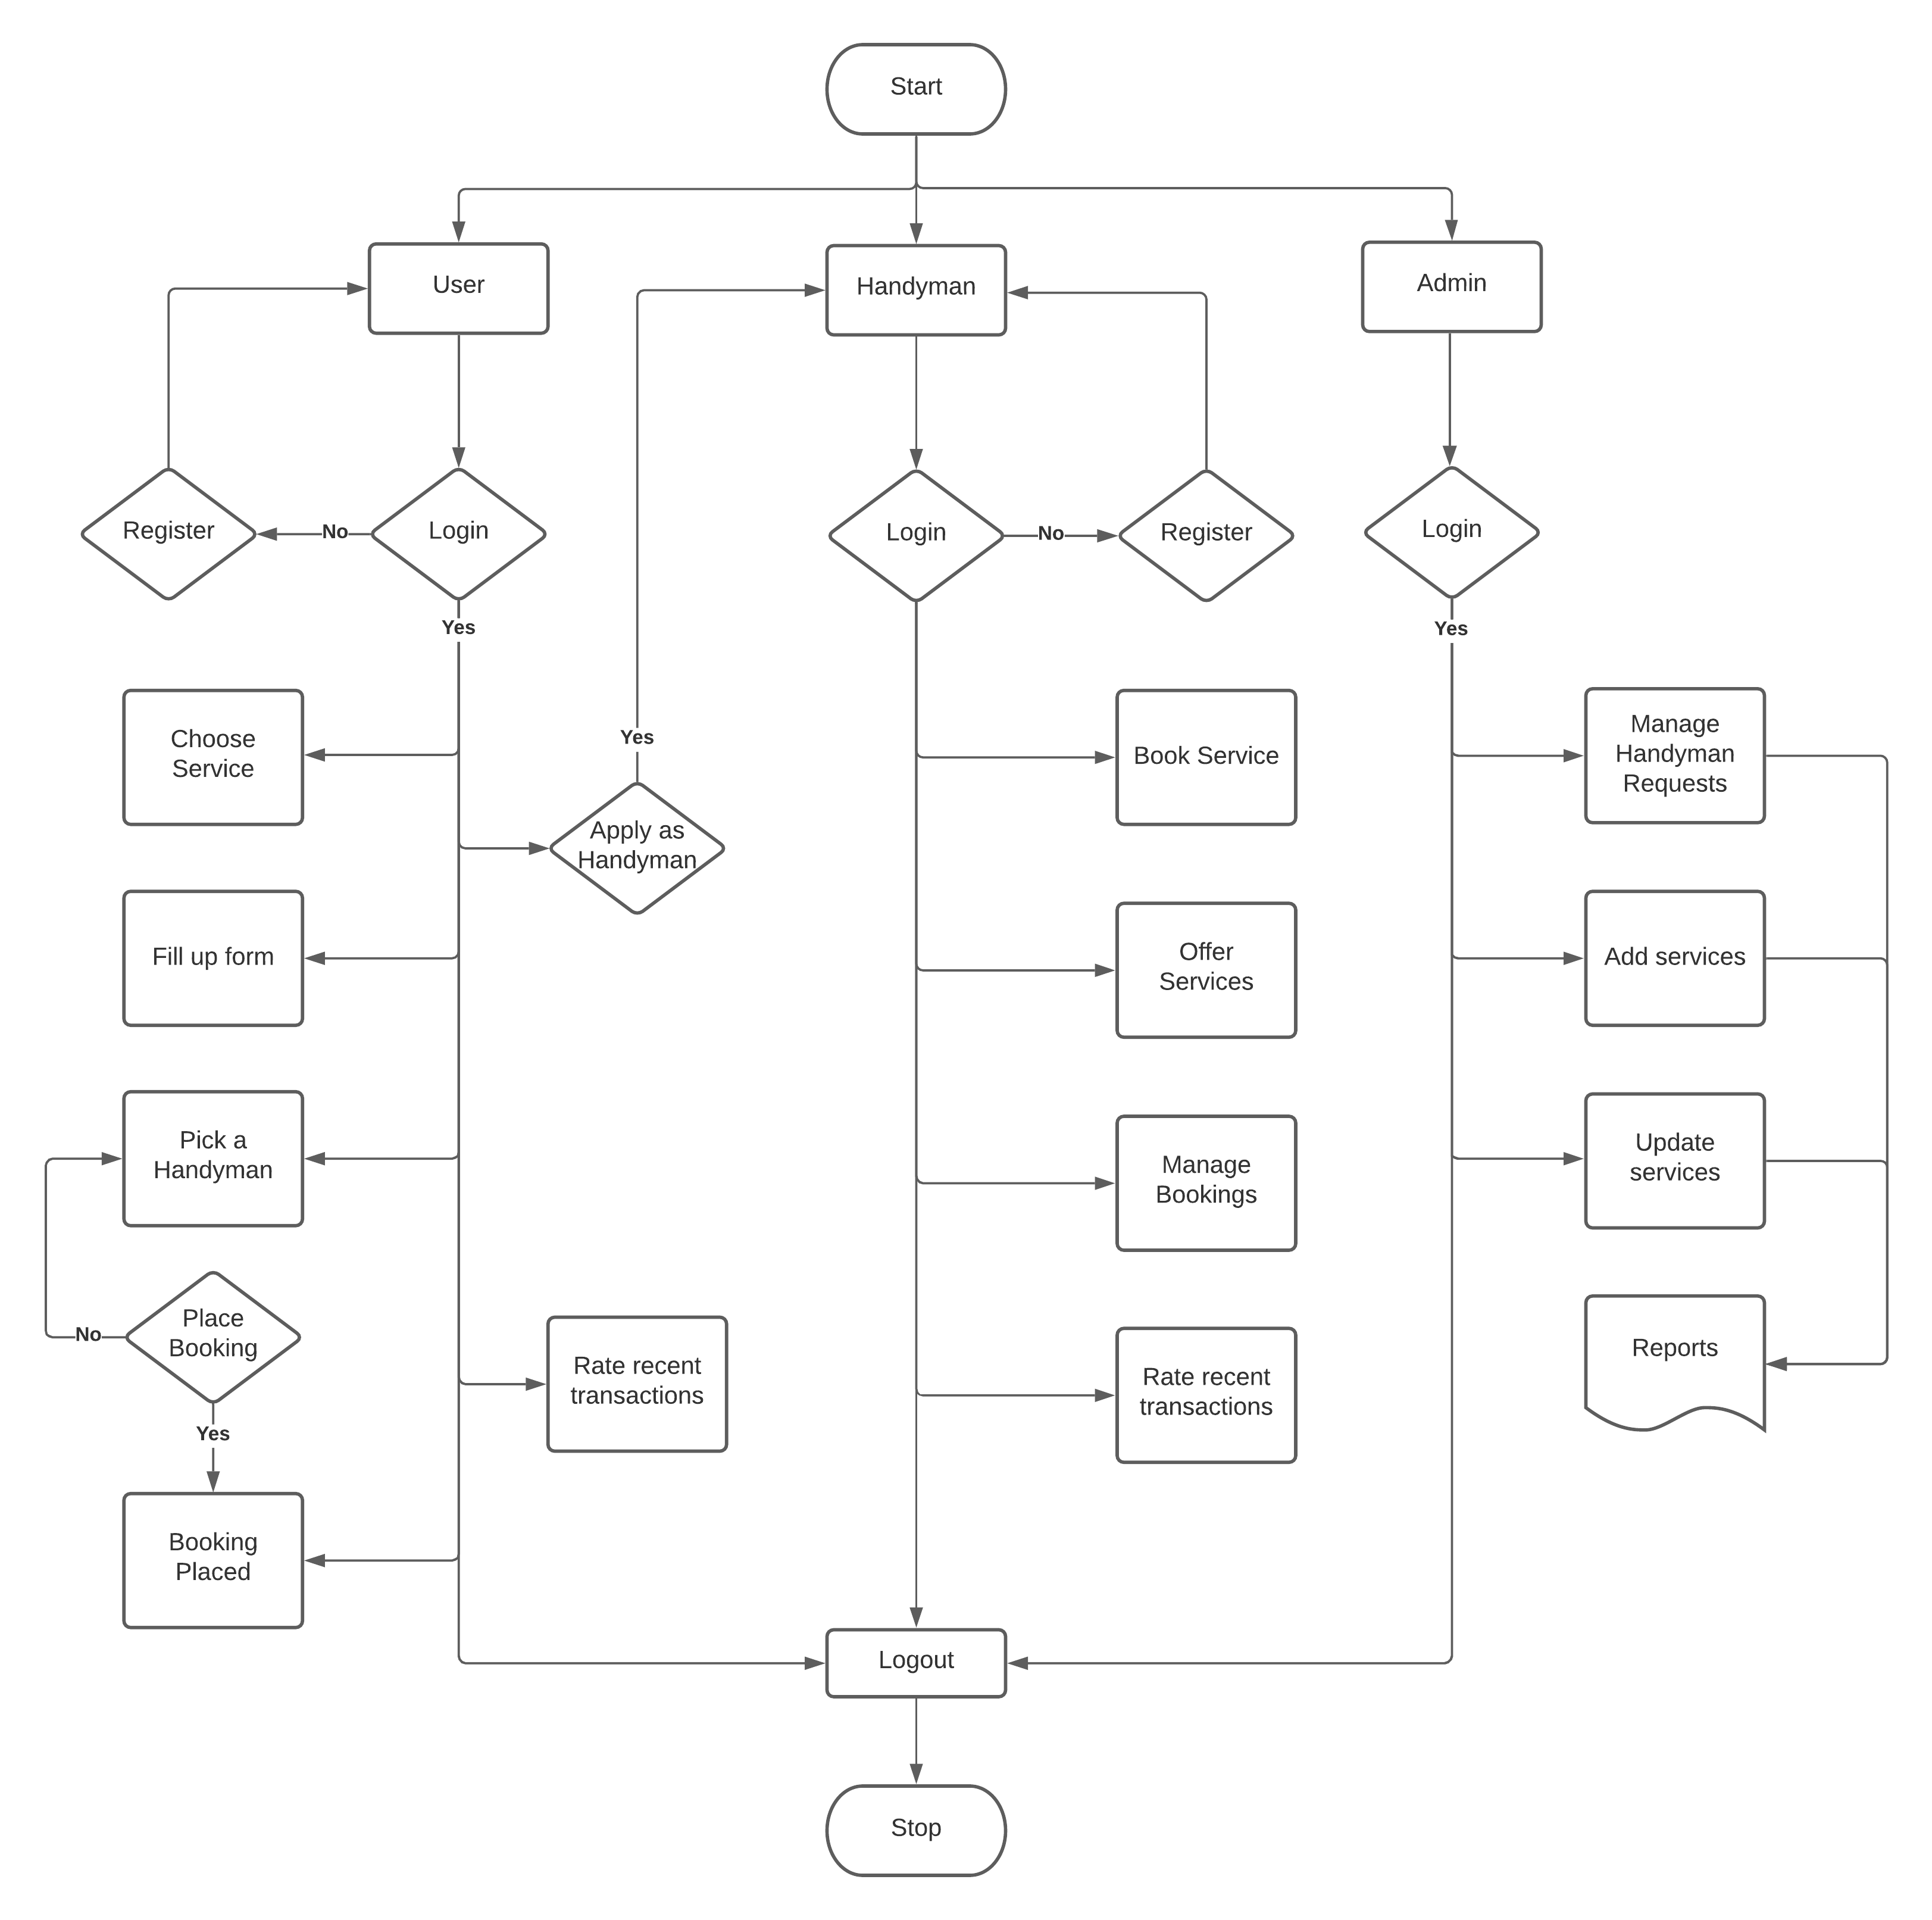 Start
User
Handyman
Admin
Register
No
Login
Login
No
Register
Login
Yes
Yes
Choose
Service
Yes
Book Service
Manage
Handyman
Requests
Apply as
Handyman
Fill up form
Offer
Services
Add services
Pick a
Handyman
Manage
Bookings
Update
services
Place
Booking
No
Rate recent
transactions
Rate recent
transactions
Reports
Yes
Booking
Placed
Logout
Stop